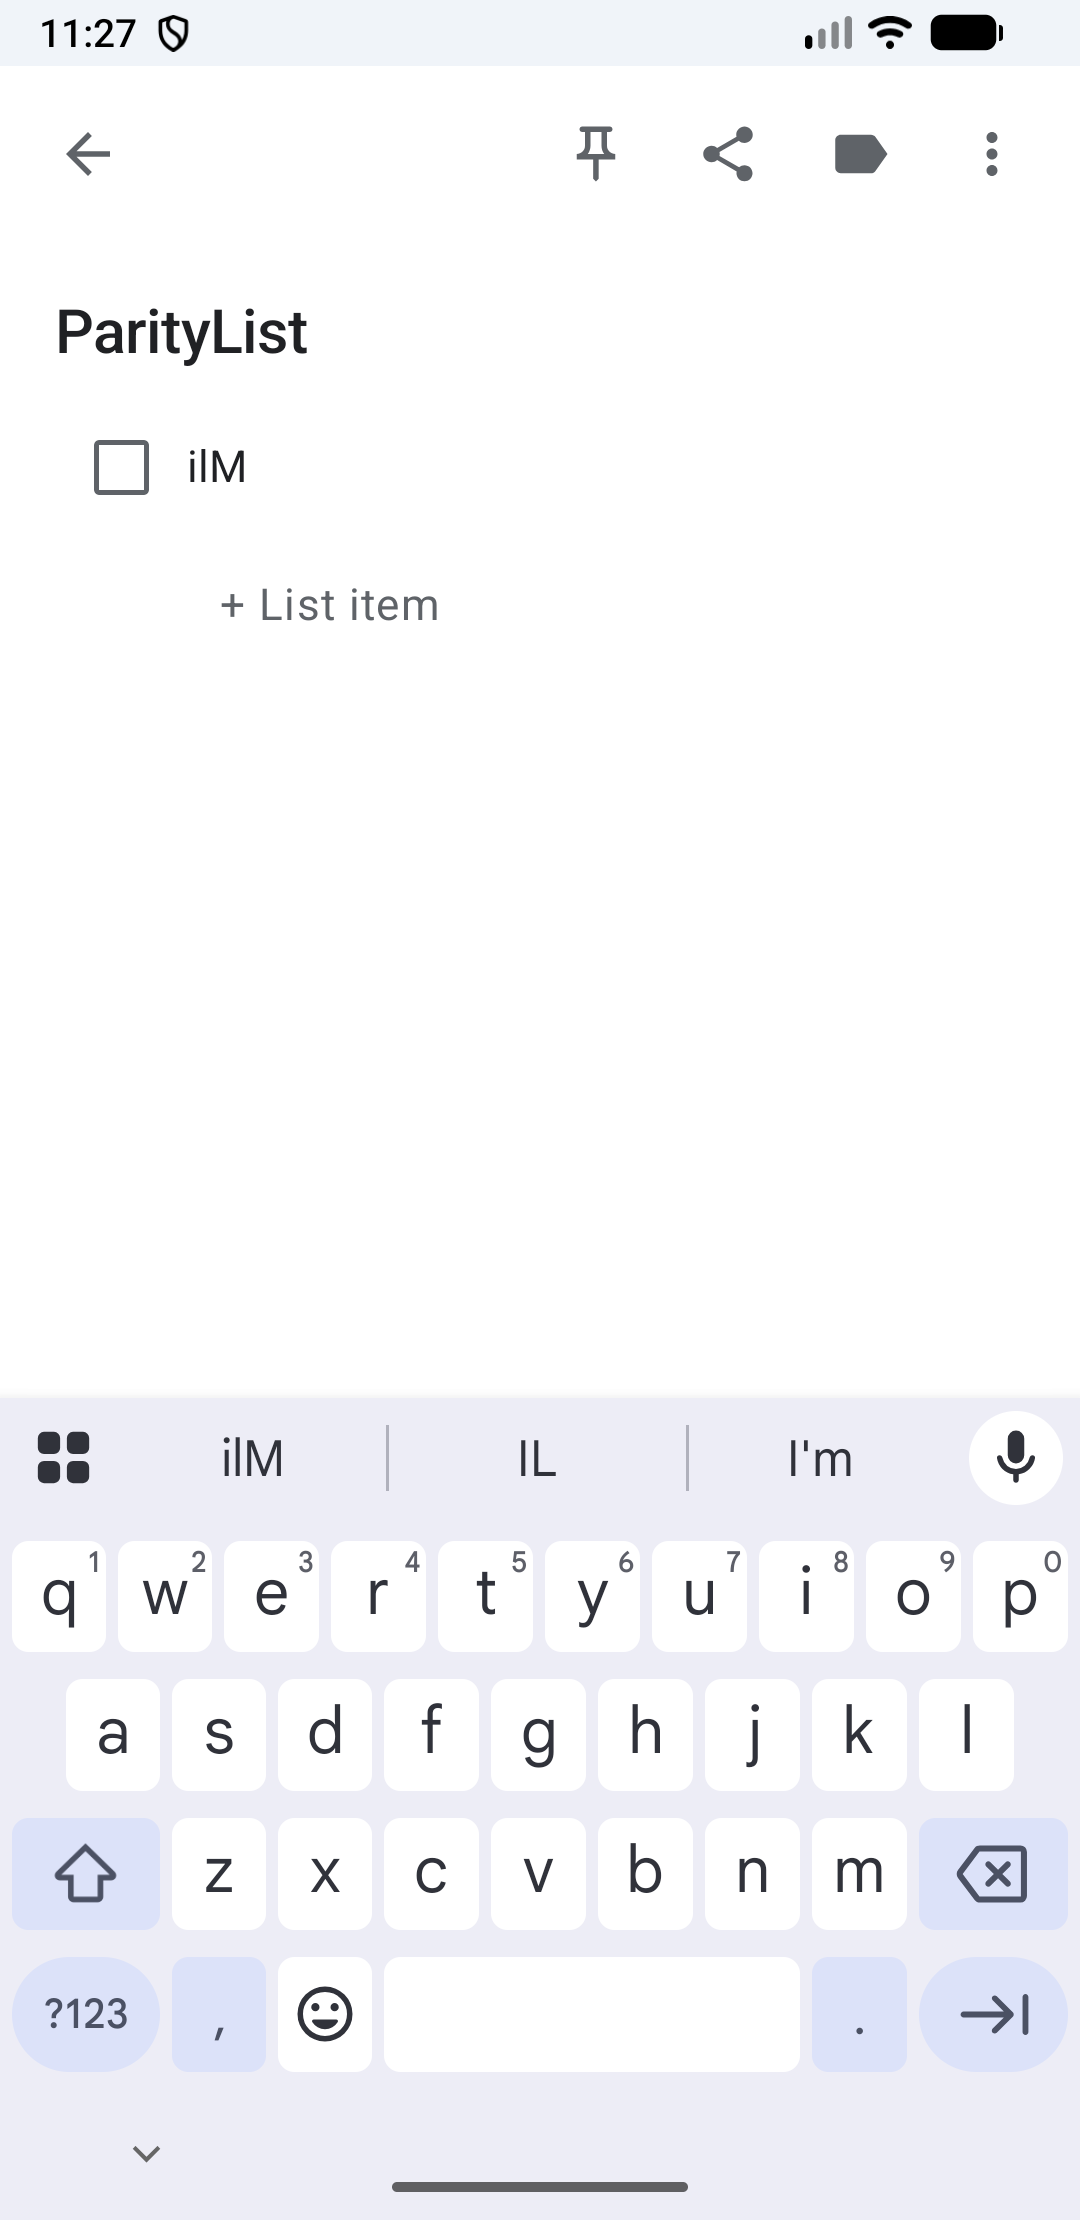 11:27
ParityList
ilM
+ List item
ilM IL I'm
q 1 w 2 e 3 r 4 t 5 y 6 u 7 i 8 o 9 p 0
a s d f g h j k l
z x c v b n m
?123 , .